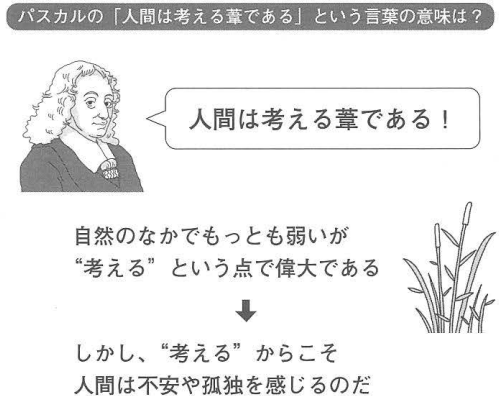 パスカルの「人間は考える葦である」という言葉の意味は？
人間は考える葦である！
自然のなかでもっとも弱いが
“考える”という点で偉大である
しかし、“考える”からこそ
人間は不安や孤独を感じるのだ